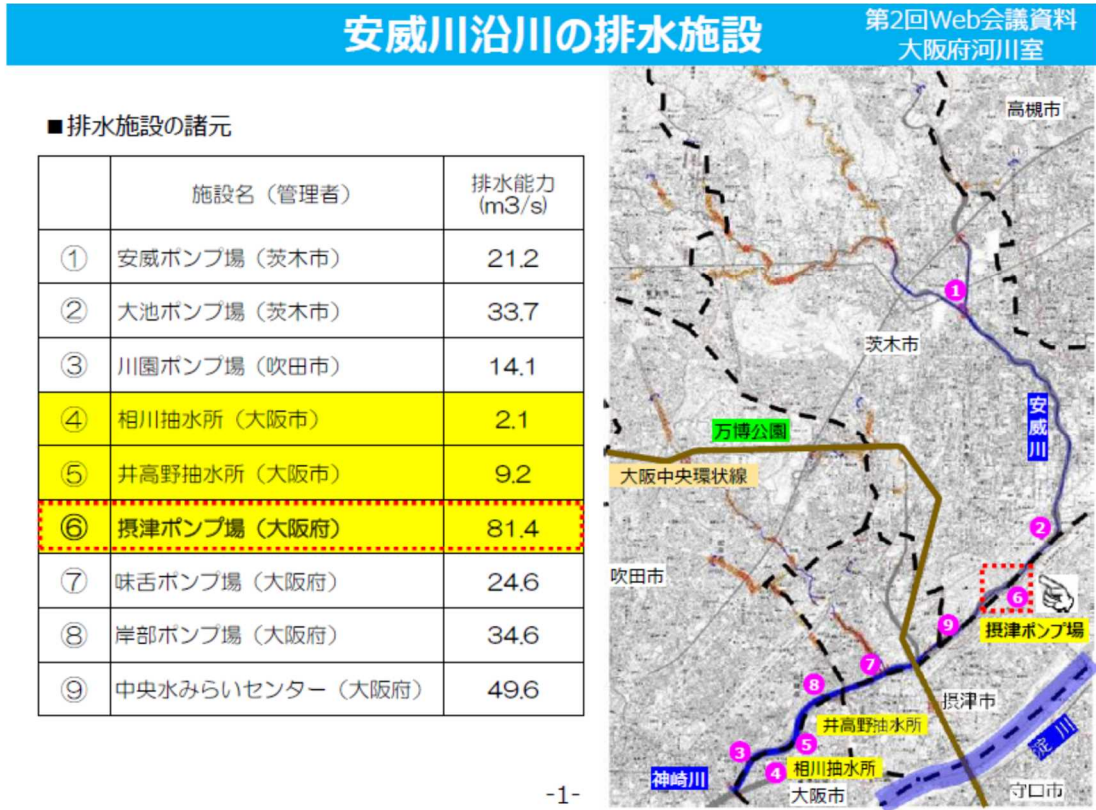 安威川沿川の排水施設
第2回Web会議資料
大阪府河川室
■排水施設の諸元
施設名（管理者）
排水能力
(m3/s)
① 安威ポンプ場（茨木市） 21.2
② 大池ポンプ場（茨木市） 33.7
③ 川園ポンプ場（吹田市） 14.1
④ 相川抽水所（大阪市） 2.1
⑤ 井高野抽水所（大阪市） 9.2
⑥ 摂津ポンプ場（大阪府） 81.4
⑦ 味舌ポンプ場（大阪府） 24.6
⑧ 岸部ポンプ場（大阪府） 34.6
⑨ 中央水みらいセンター（大阪府） 49.6
-1-
高槻市
1
茨木市
安威川
万博公園
大阪中央環状線
2
吹田市
6
9
摂津ポンプ場
7
8
摂津市
井高野抽水所
淀川
3
5
神崎川
4
相川抽水所
大阪市
守口市